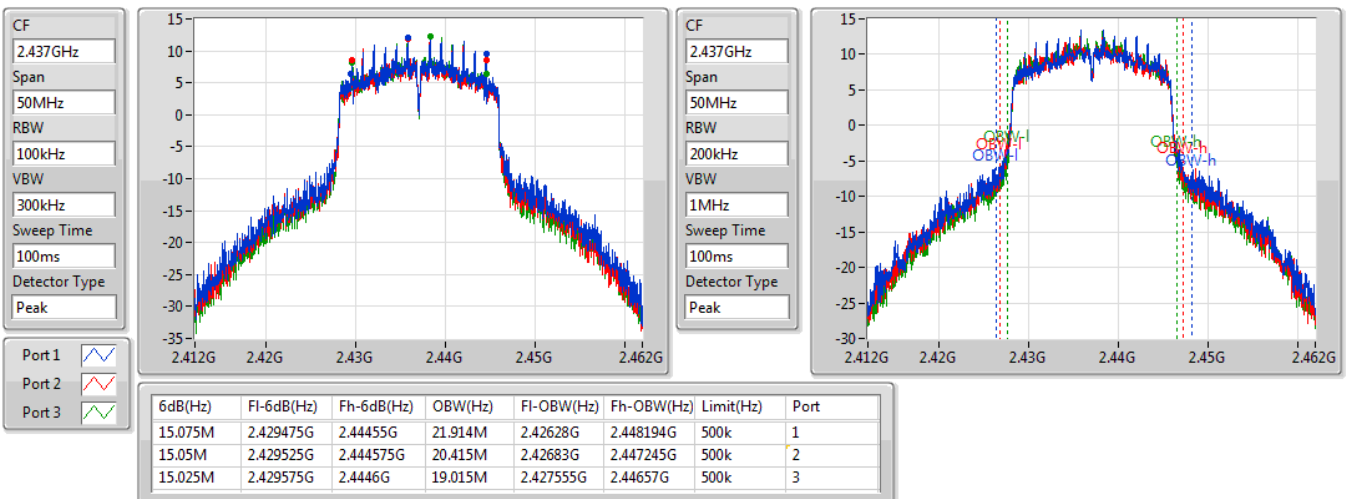 CF
2.437GHz
Span
50MHz
RBW
100kHz
VBW
300kHz
Sweep Time
100ms
Detector Type
Peak
15
10
5
0
-5
-10
-15
-20
-25
-30
-35
2.412G 2.42G 2.43G 2.44G 2.45G 2.462G
CF
2.437GHz
Span
50MHz
RBW
200kHz
VBW
1MHz
Sweep Time
100ms
Detector Type
Peak
15
10
5
0
-5
-10
-15
-20
-25
-30
OBW-l
OBW-l
OBW-l
OBW-h
OBW-h
OBW-h
2.412G 2.42G 2.43G 2.44G 2.45G 2.462G
Port 1
Port 2
Port 3
6dB(Hz) Fl-6dB(Hz) Fh-6dB(Hz) OBW(Hz) Fl-OBW(Hz) Fh-OBW(Hz) Limit(Hz) Port
15.075M 2.429475G 2.44455G 21.914M 2.42628G 2.448194G 500k 1
15.05M 2.429525G 2.444575G 20.415M 2.42683G 2.447245G 500k 2
15.025M 2.429575G 2.4446G 19.015M 2.427555G 2.44657G 500k 3